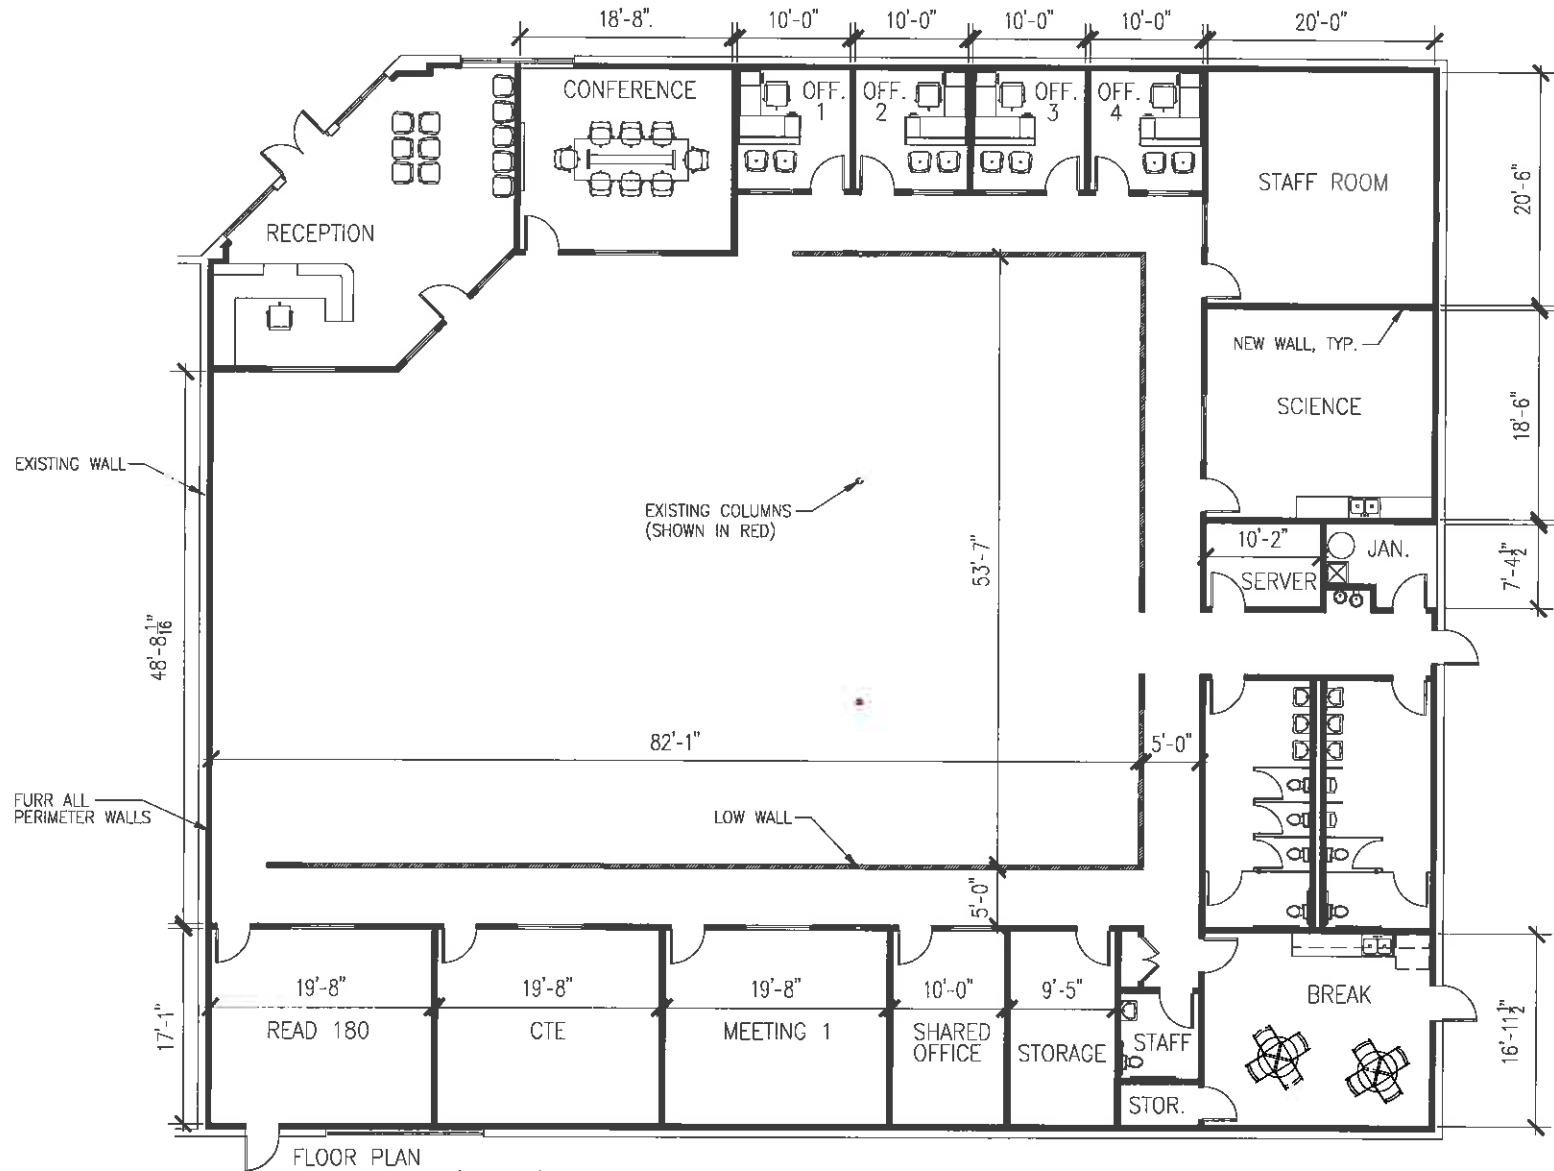 18'-8".
10'-0"
10'-0"
10'-0"
10'-0"
20'-0"
CONFERENCE
OFF.
1
OFF.
2
OFF.
3
OFF.
4
STAFF ROOM
20'-6"
RECEPTION
NEW WALL, TYP.
SCIENCE
18'-6"
EXISTING WALL
EXISTING COLUMNS
(SHOWN IN RED)
53'-7"
10'-2"
SERVER
JAN.
7'-4 1/2"
48'-8 1/16"
82'-1"
5'-0"
FURR ALL
PERIMETER WALLS
LOW WALL
5'-0"
19'-8"
19'-8"
19'-8"
10'-0"
9'-5"
READ 180
CTE
MEETING 1
SHARED
OFFICE
STORAGE
STAFF
BREAK
STOR.
17'-1"
16'-11 1/2"
FLOOR PLAN